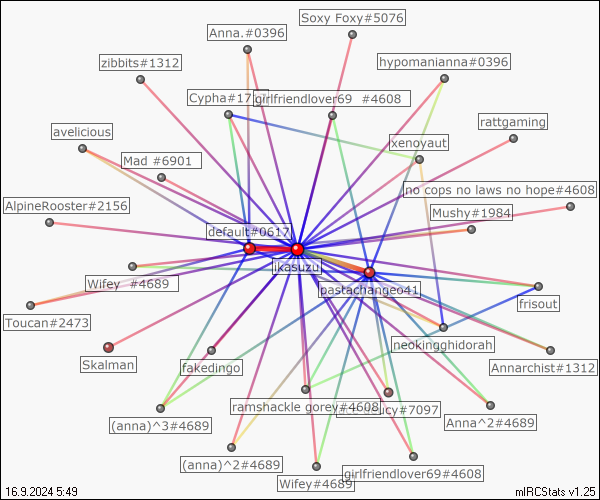 Soxy Foxy#5076
Anna.#0396
zibbits#1312
hypomanianna#0396
Cypha#17
girlfriendlover69 #4608
rattgaming
avelicious
xenoyaut
Mad #6901
no cops no laws no hope#4608
AlpineRooster#2156
Mushy#1984
default#0617
ikasuzu
Wifey #4689
pastachangeo41
frisout
Toucan#2473
neokingghidorah
Skalman
fakedingo
Annarchist#1312
ramshackle gorey#4608
ucy#7097
(anna)^3#4689
Anna^2#4689
(anna)^2#4689
girlfriendlover69#4608
Wifey#4689
16.9.2024 5:49
mIRCStats v1.25